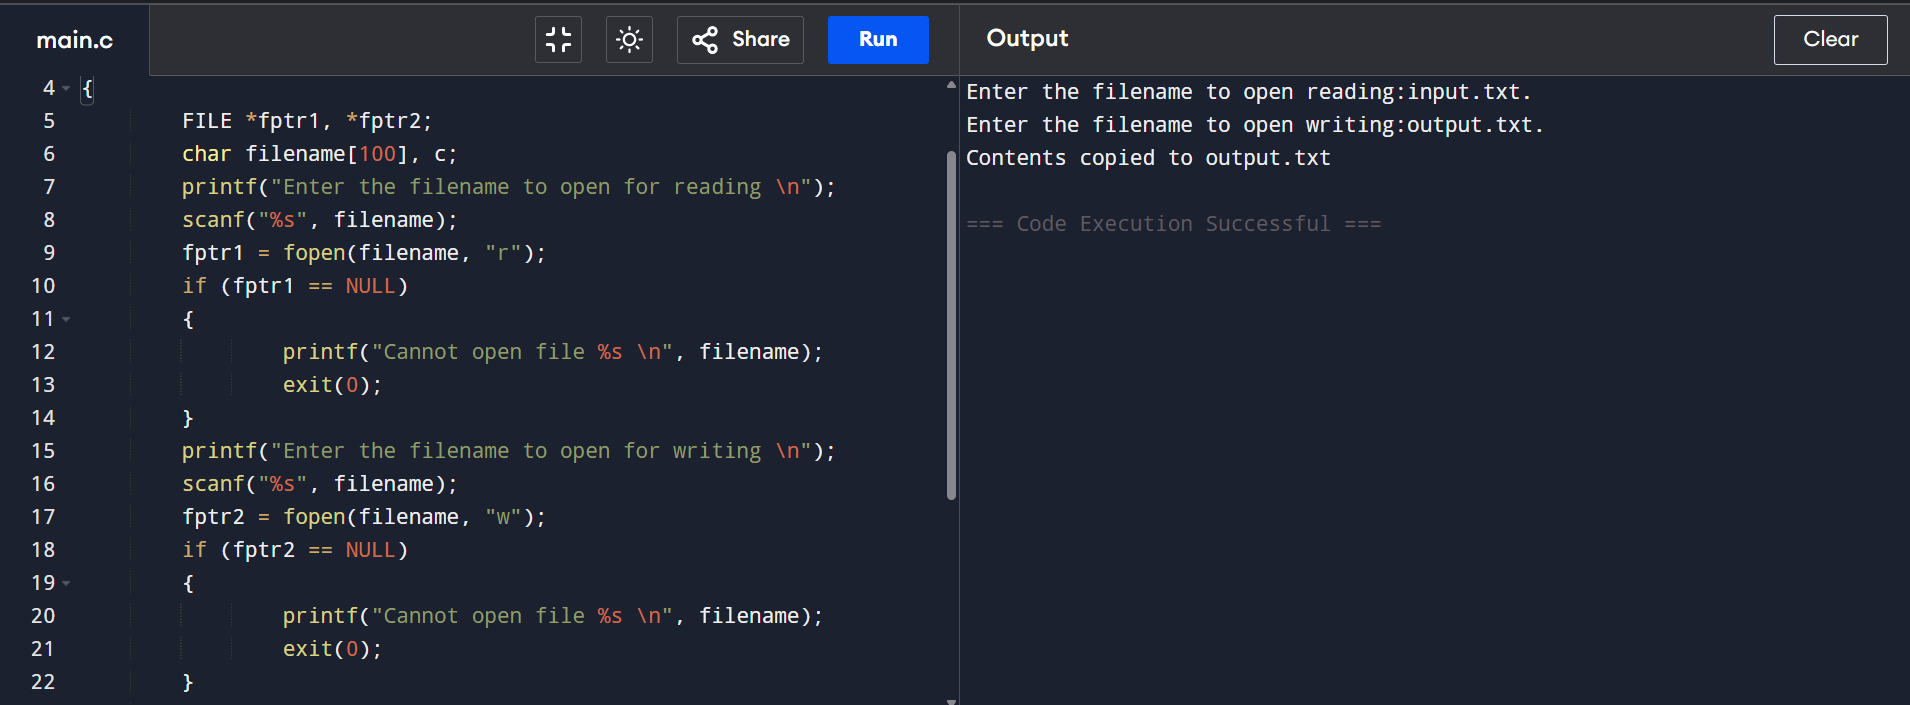 main.c
Share
Run
Output
Clear
4 {
5 FILE *fptr1, *fptr2;
6 char filename[100], c;
7 printf("Enter the filename to open for reading \n");
8 scanf("%s", filename);
9 fptr1 = fopen(filename, "r");
10 if (fptr1 == NULL)
11 {
12 printf("Cannot open file %s \n", filename);
13 exit(0);
14 }
15 printf("Enter the filename to open for writing \n");
16 scanf("%s", filename);
17 fptr2 = fopen(filename, "w");
18 if (fptr2 == NULL)
19 {
20 printf("Cannot open file %s \n", filename);
21 exit(0);
22 }
Enter the filename to open reading:input.txt.
Enter the filename to open writing:output.txt.
Contents copied to output.txt
=== Code Execution Successful ===